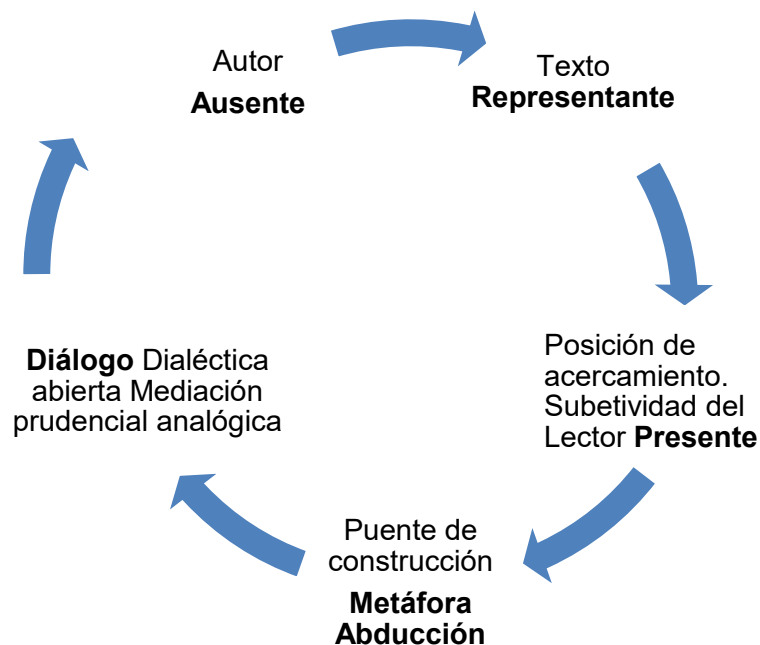 Autor
Ausente
Texto
Representante
Posición de
acercamiento.
Subetividad del
Lector Presente
Puente de
construcción
Metáfora
Abducción
Diálogo Dialéctica
abierta Mediación
prudencial analógica